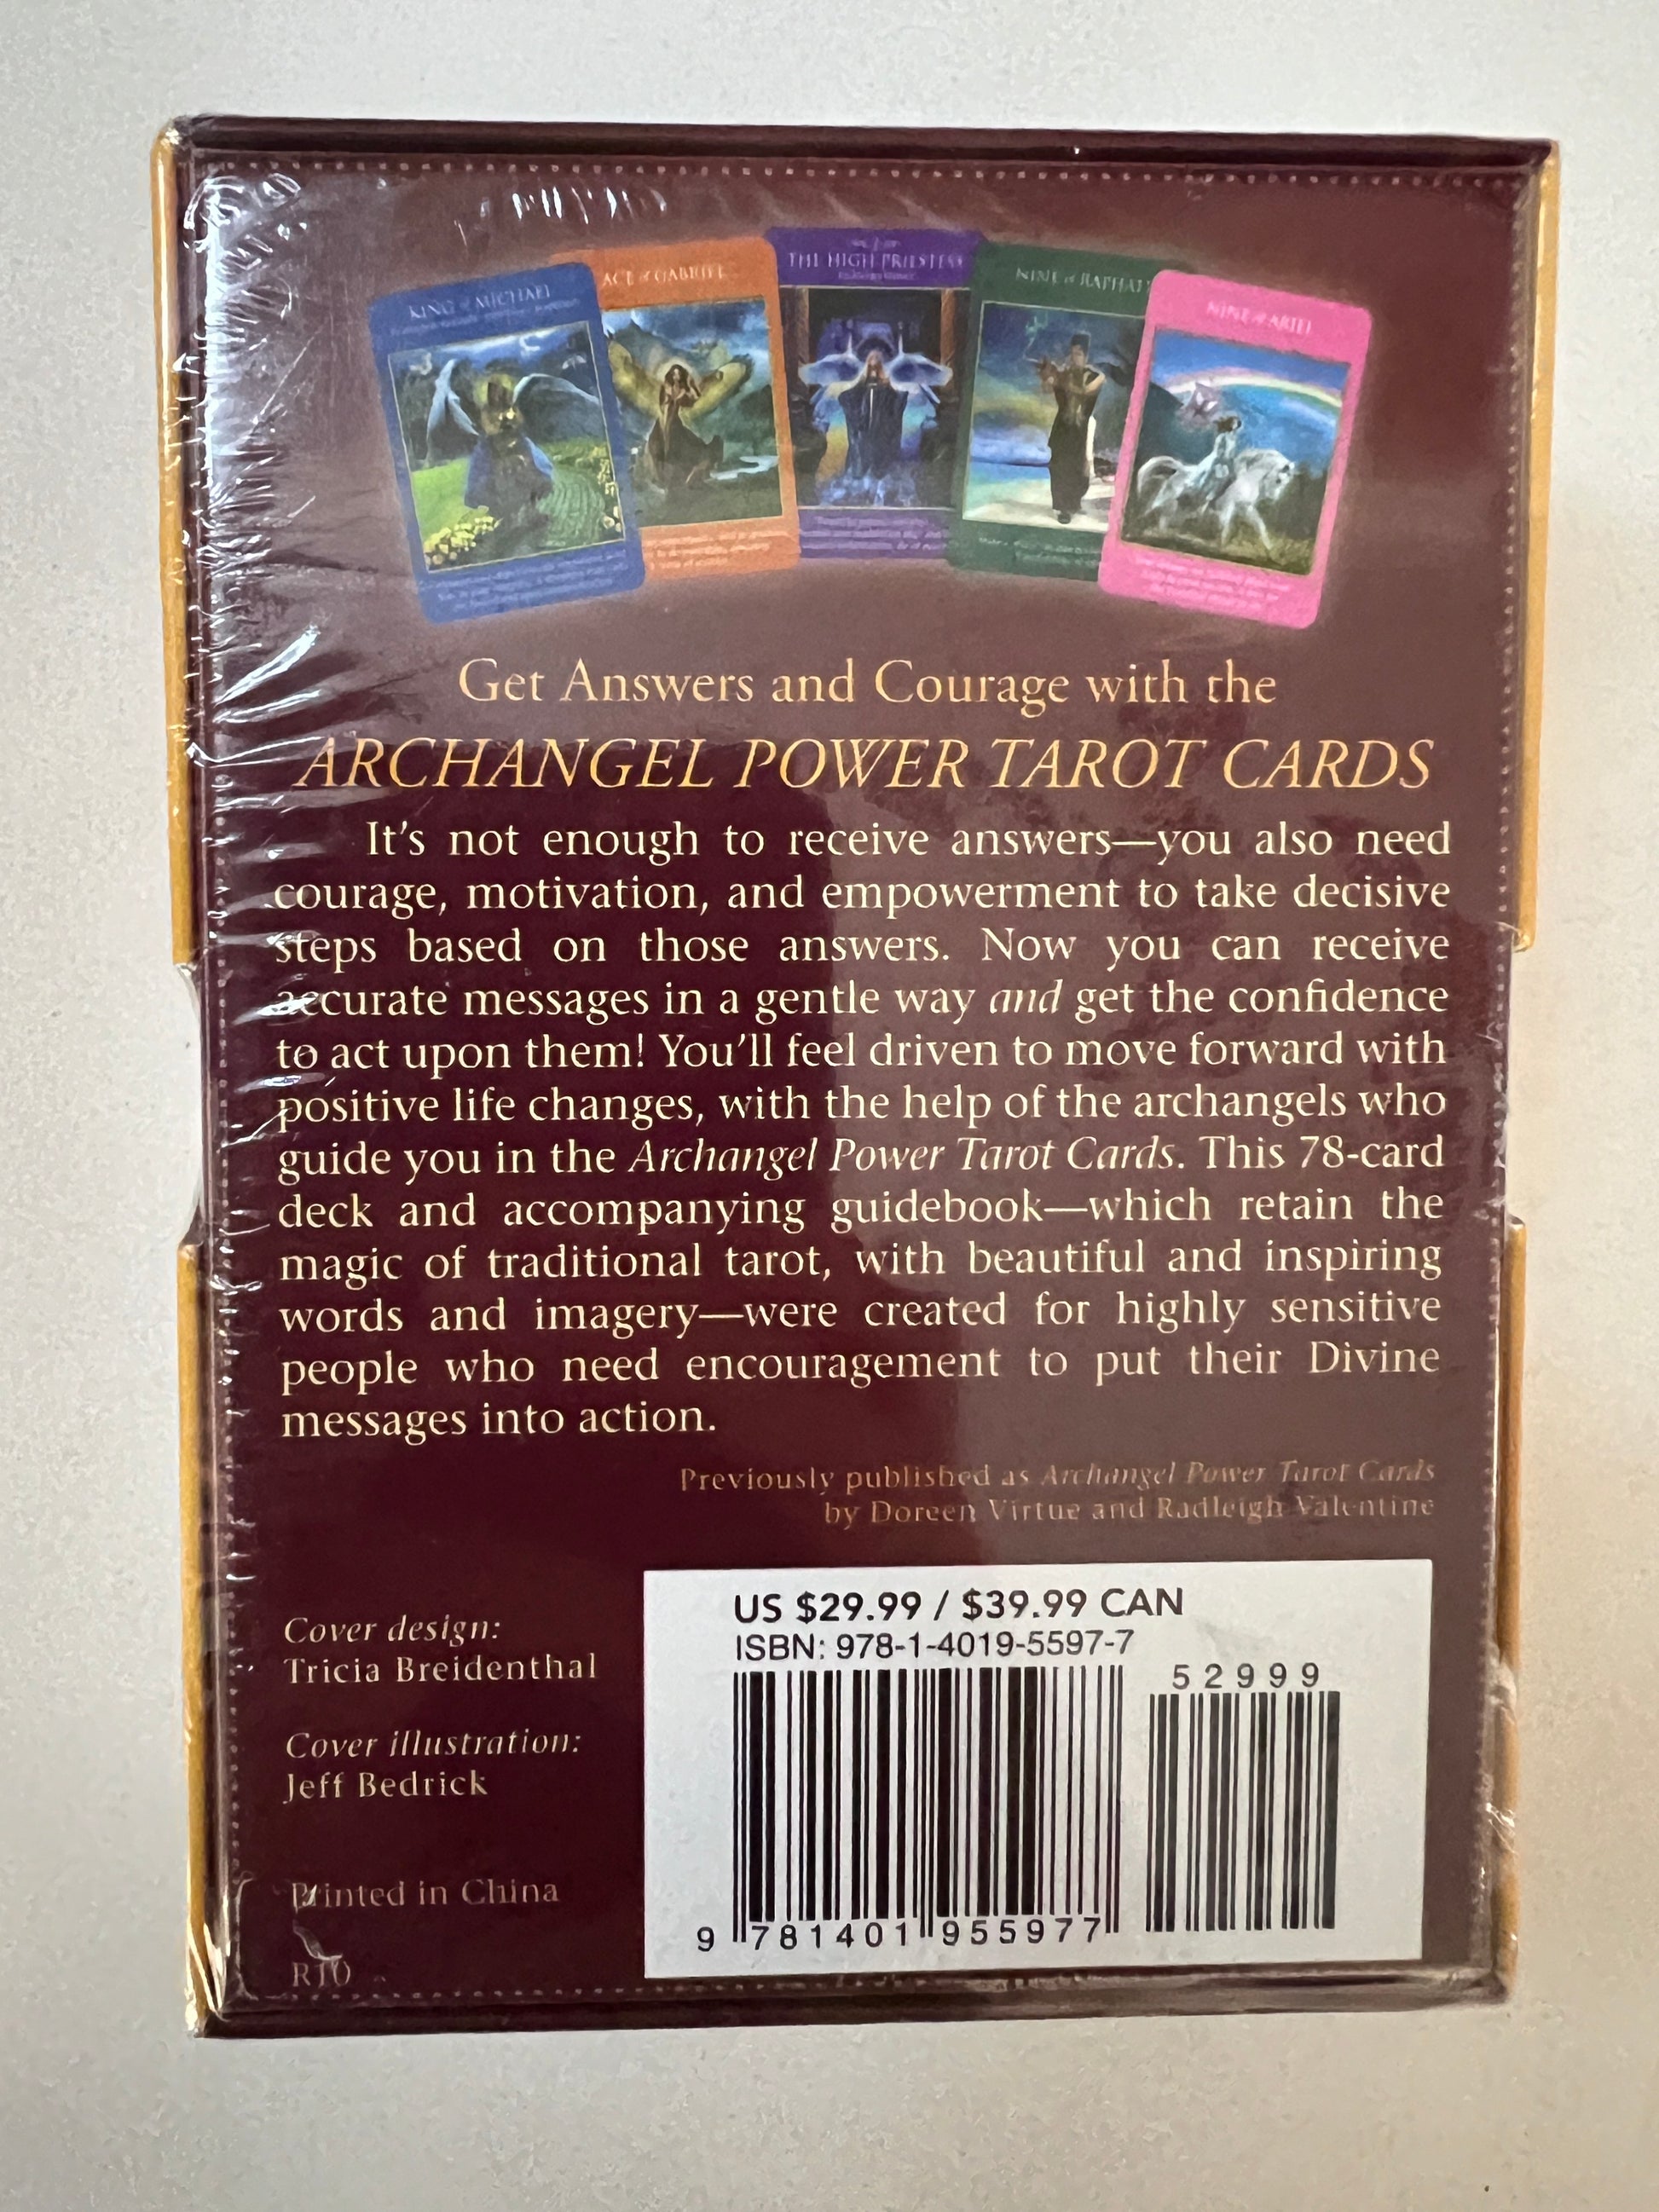 KING of MICHAEL
ACE of GABRIEL
THE HIGH PRIESTESS
NINE of RAPHAEL
NINE of ARIEL
Get Answers and Courage with the
ARCHANGEL POWER TAROT CARDS
It's not enough to receive answers—you also need
courage, motivation, and empowerment to take decisive
steps based on those answers. Now you can receive
accurate messages in a gentle way and get the confidence
to act upon them! You'll feel driven to move forward with
positive life changes, with the help of the archangels who
guide you in the Archangel Power Tarot Cards. This 78-card
deck and accompanying guidebook—which retain the
magic of traditional tarot, with beautiful and inspiring
words and imagery—were created for highly sensitive
people who need encouragement to put their Divine
messages into action.
Previously published as Archangel Power Tarot Cards
by Doreen Virtue and Radleigh Valentine
Cover design:
Tricia Breidenthal
Cover illustration:
Jeff Bedrick
Printed in China
US $29.99 / $39.99 CAN
ISBN: 978-1-4019-5597-7
52999
9 781401 955977